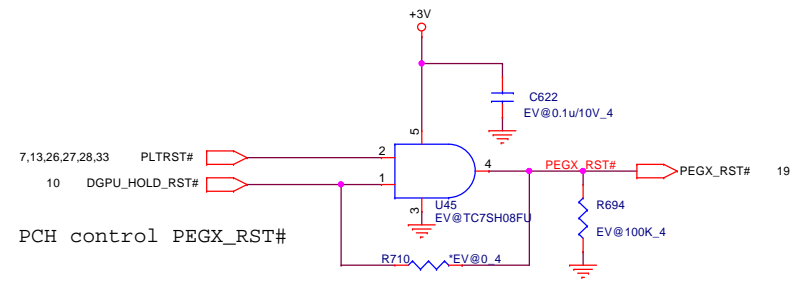 +3V
C622
EV@0.1u/10V_4
5
7,13,26,27,28,33 PLTRST# 2
4 PEGX_RST# PEGX_RST# 19
10 DGPU_HOLD_RST# 1
3
U45
EV@TC7SH08FU
R694
EV@100K_4
PCH control PEGX_RST#
R710 *EV@0_4